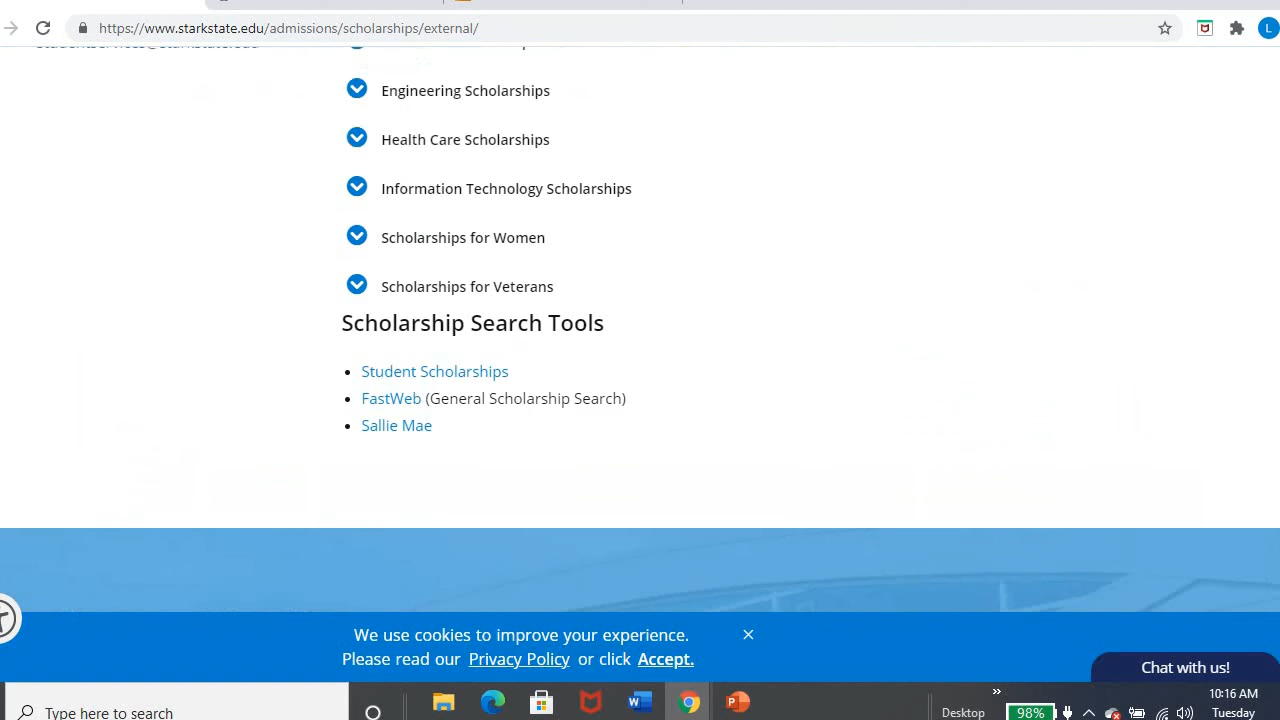 https://www.starkstate.edu/admissions/scholarships/external/
L
Engineering Scholarships
Health Care Scholarships
Information Technology Scholarships
Scholarships for Women
Scholarships for Veterans
Scholarship Search Tools
• Student Scholarships
• FastWeb (General Scholarship Search)
• Sallie Mae
We use cookies to improve your experience.
Please read our Privacy Policy or click Accept.
Chat with us!
Type here to search
Desktop
98%
10:16 AM
Tuesday